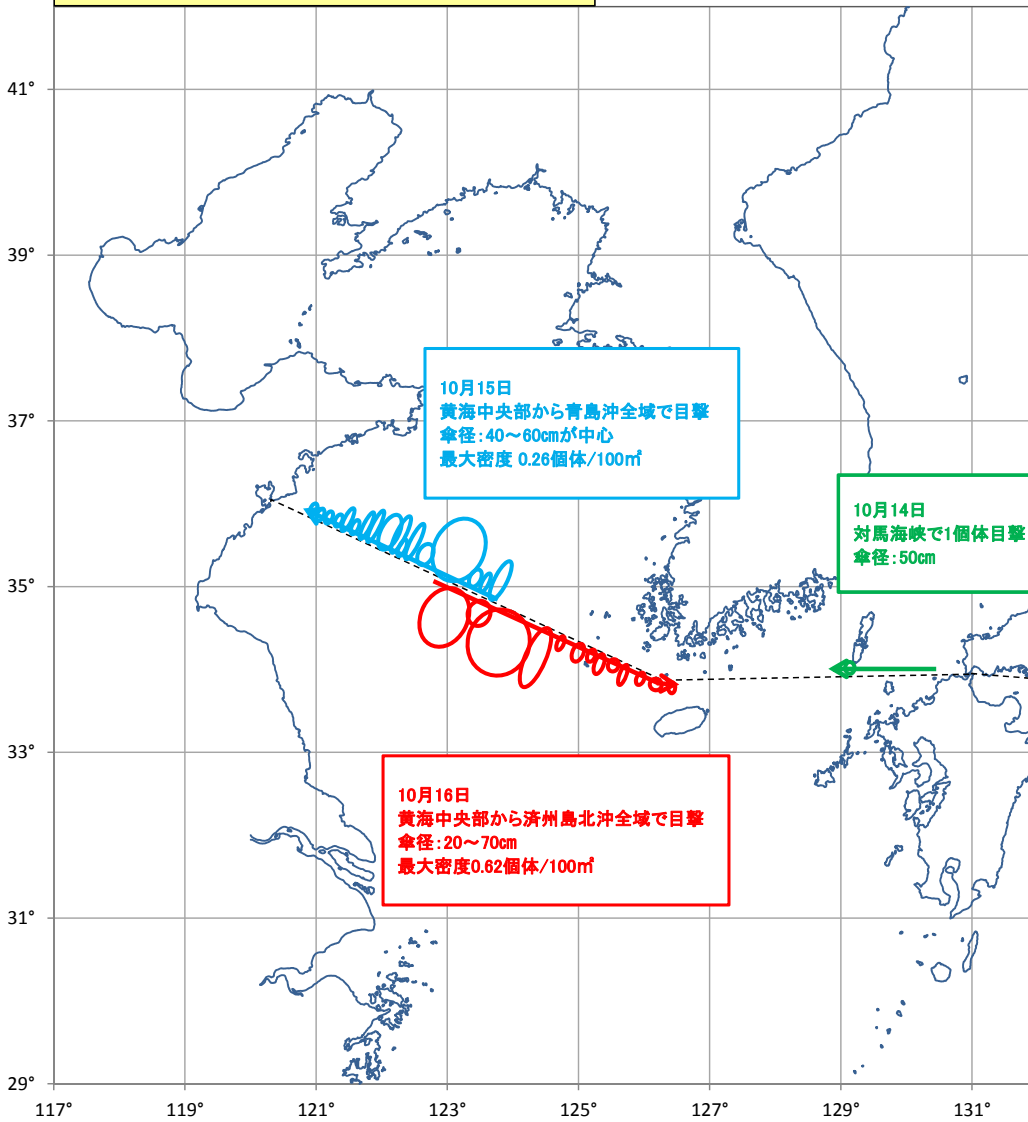 41°
39°
37°
35°
33°
31°
29°
10月15日
黄海中央部から青島沖全域で目撃
傘径:40～60cmが中心
最大密度 0.26個体/100㎡
10月14日
対馬海峡で1個体目撃
傘径:50cm
10月16日
黄海中央部から済州島北沖全域で目撃
傘径:20～70cm
最大密度0.62個体/100㎡
117°
119°
121°
123°
125°
127°
129°
131°